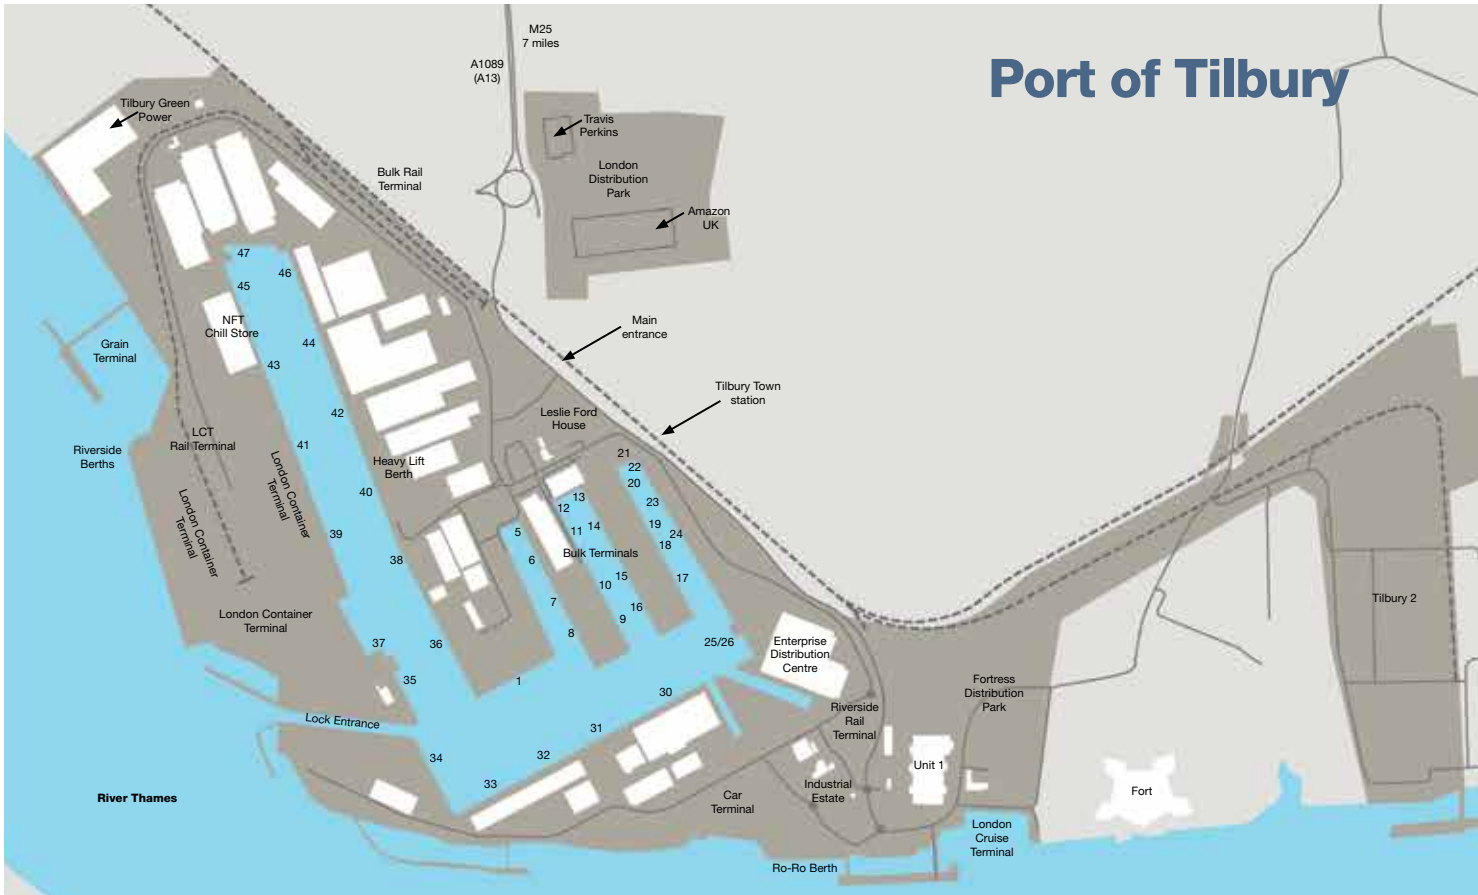 Port of Tilbury
M25
7 miles
A1089
(A13)
Tilbury Green
Power
Travis
Perkins
London
Distribution
Park
Amazon
UK
Bulk Rail
Terminal
47
46
45
NFT
Chill Store
Main
entrance
Grain
Terminal
44
43
Tilbury Town
station
42
Leslie Ford
House
LCT
Rail Terminal
41
Riverside
Berths
Heavy Lift
Berth
London Container
Terminal
London Container
Terminal
40
39
38
21
22
20
23
19
24
18
17
13
12
14
11
Bulk Terminals
5
6
15
10
7
16
9
8
London Container
Terminal
37
36
35
25/26
Enterprise
Distribution
Centre
Tilbury 2
1
30
31
32
33
34
Lock Entrance
Fortress
Distribution
Park
Riverside
Rail
Terminal
Unit 1
Industrial
Estate
Car
Terminal
Fort
River Thames
London
Cruise
Terminal
Ro-Ro Berth